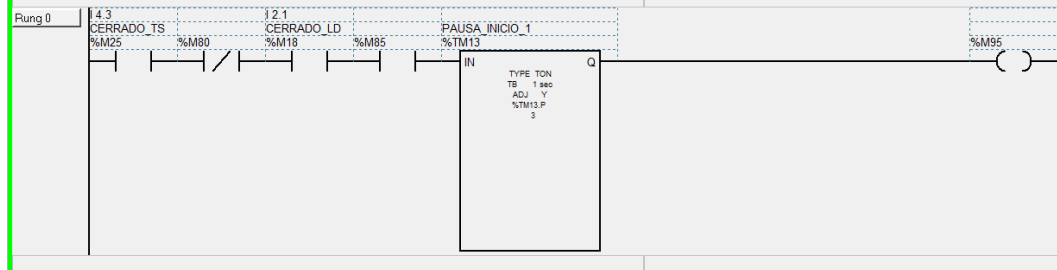 Rung 0
I 4.3 I 2.1
CERRADO_TS CERRADO_LD PAUSA_INICIO_1
%M25 %M80 %M18 %M85 %TM13 %M95
IN Q
TYPE TON
TB 1 sec
ADJ Y
%TM13.P
3